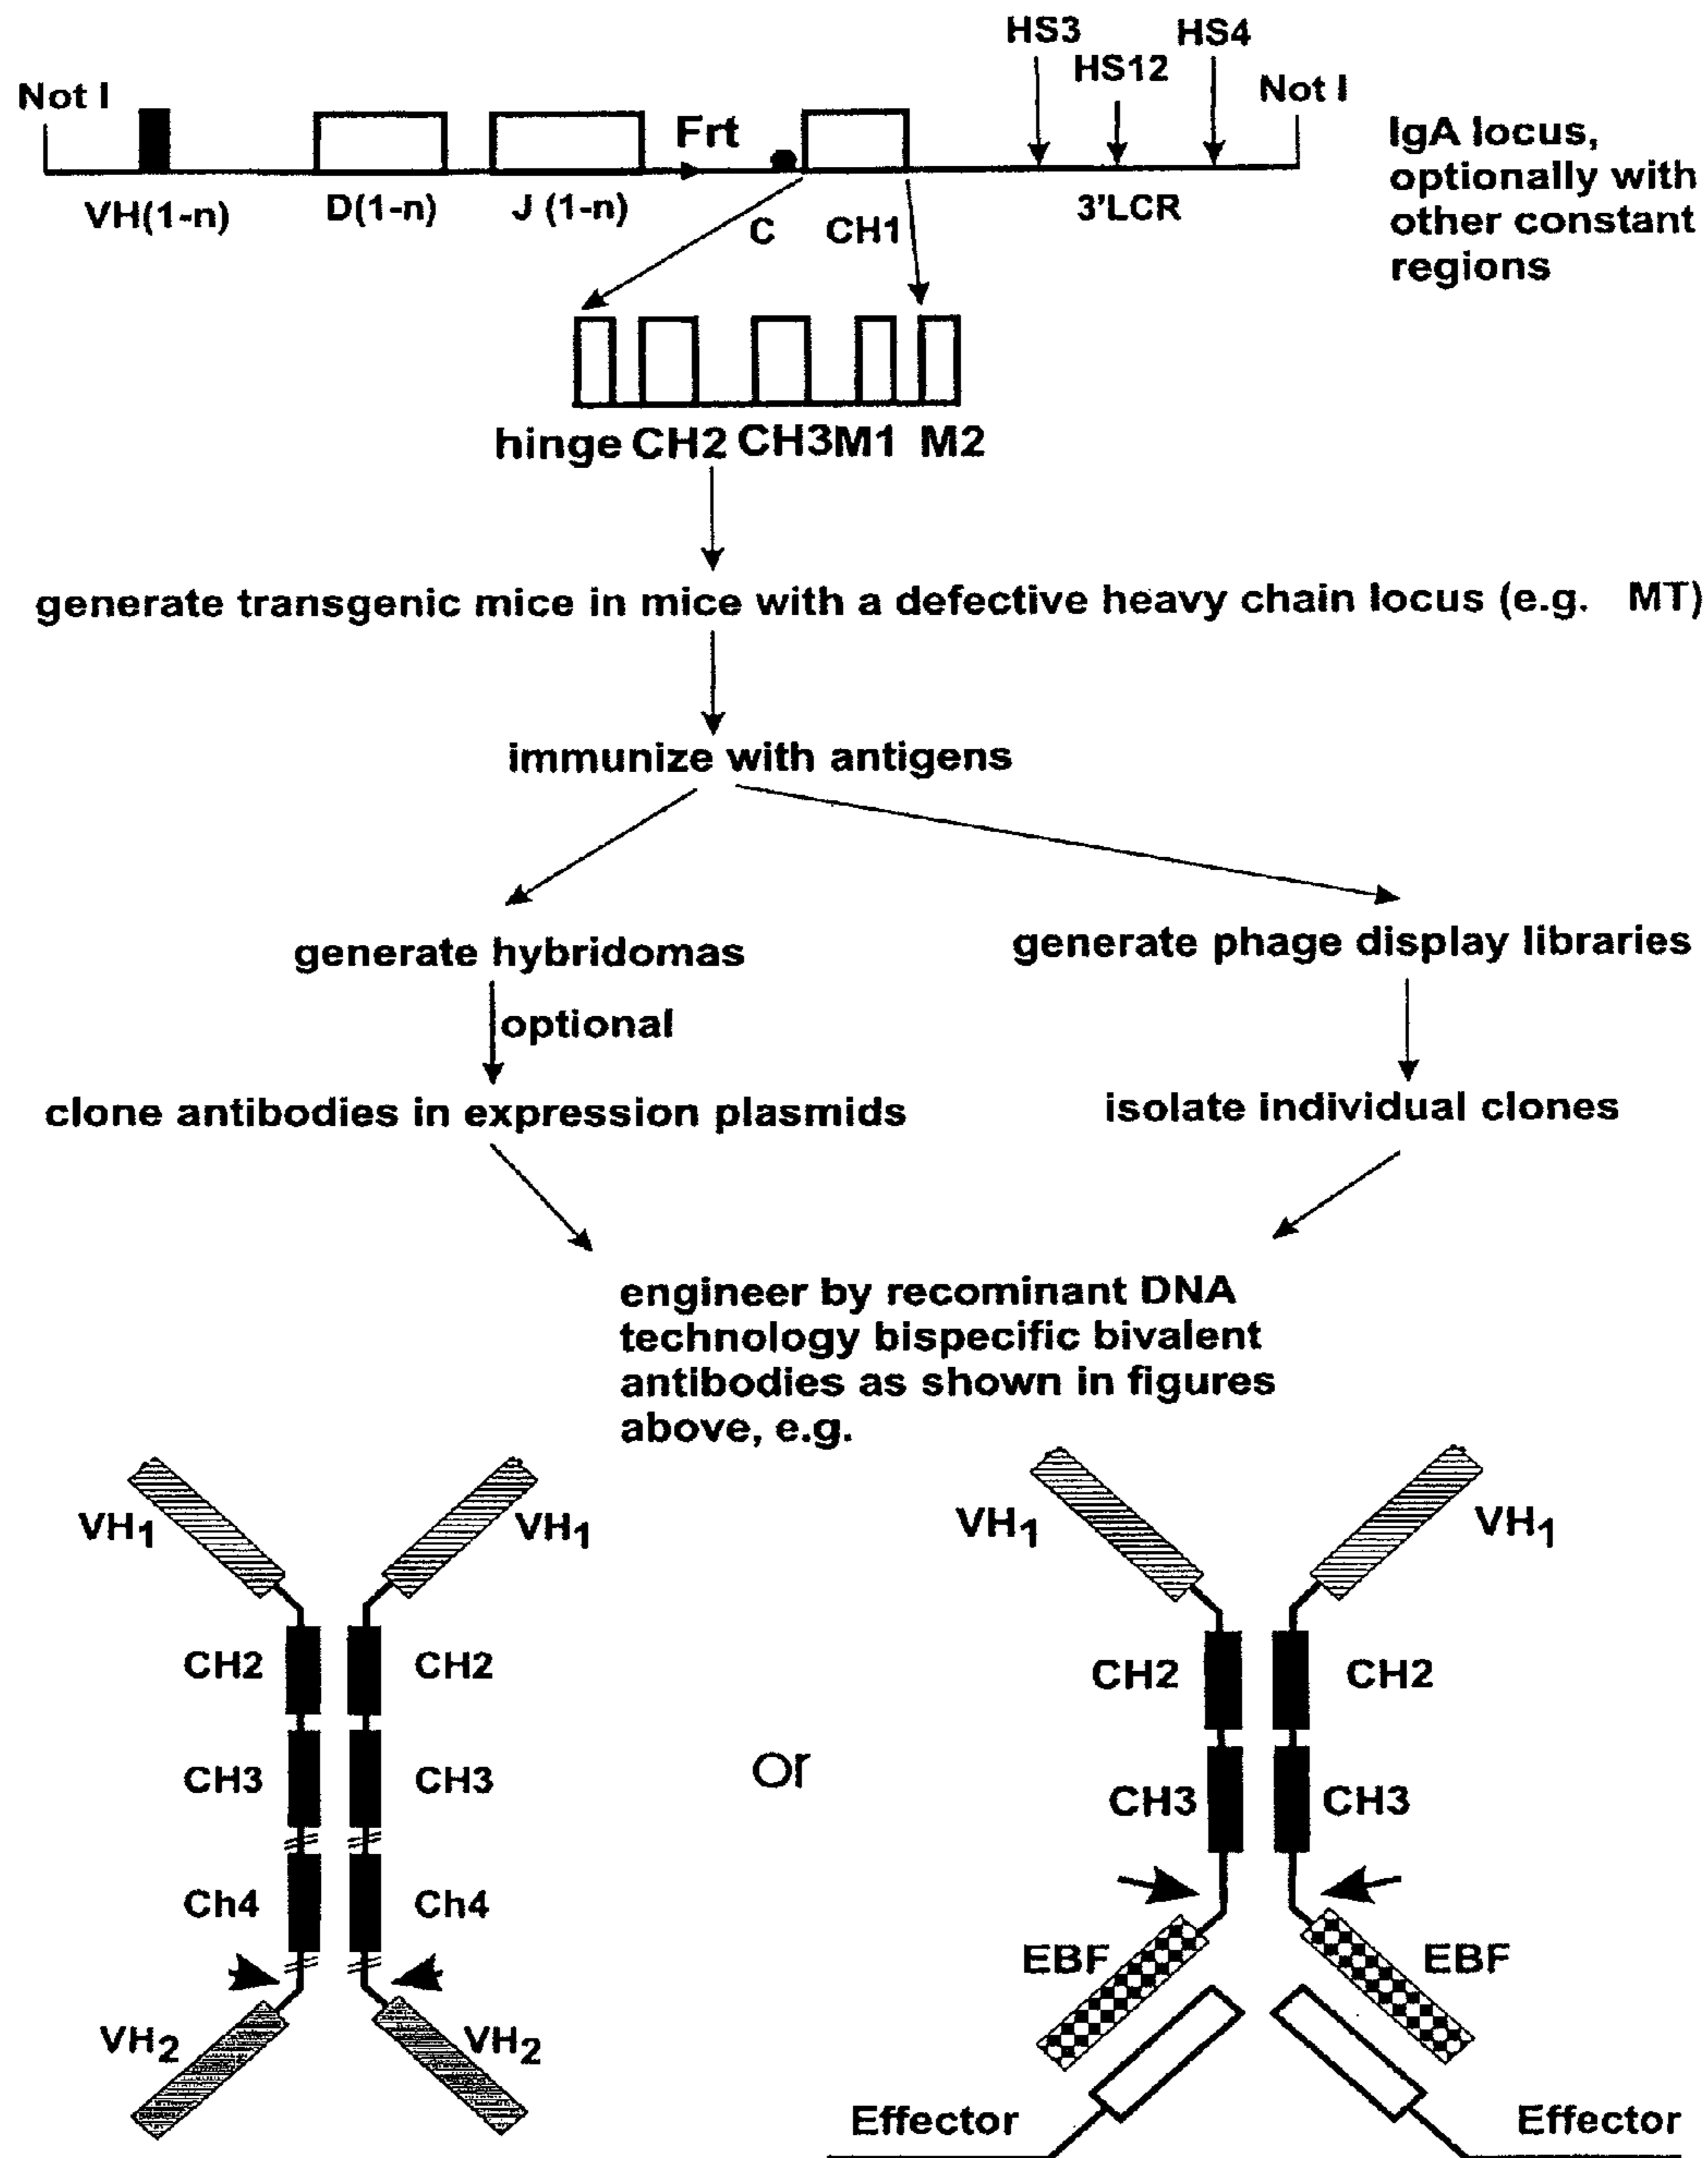 HS3
HS4
HS12
Not I
Not I
Frt
IgA locus,
optionally with
other constant
regions
VH(1-n)
D(1-n)
J (1-n)
C
CH1
3'LCR
hinge CH2 CH3M1 M2
generate transgenic mice in mice with a defective heavy chain locus (e.g. MT)
immunize with antigens
generate hybridomas
generate phage display libraries
optional
clone antibodies in expression plasmids
isolate individual clones
engineer by recominant DNA
technology bispecific bivalent
antibodies as shown in figures
above, e.g.
VH1
VH1
VH1
VH1
CH2
CH2
CH2
CH2
CH3
CH3
or
CH3
CH3
Ch4
Ch4
EBF
EBF
VH2
VH2
Effector
Effector